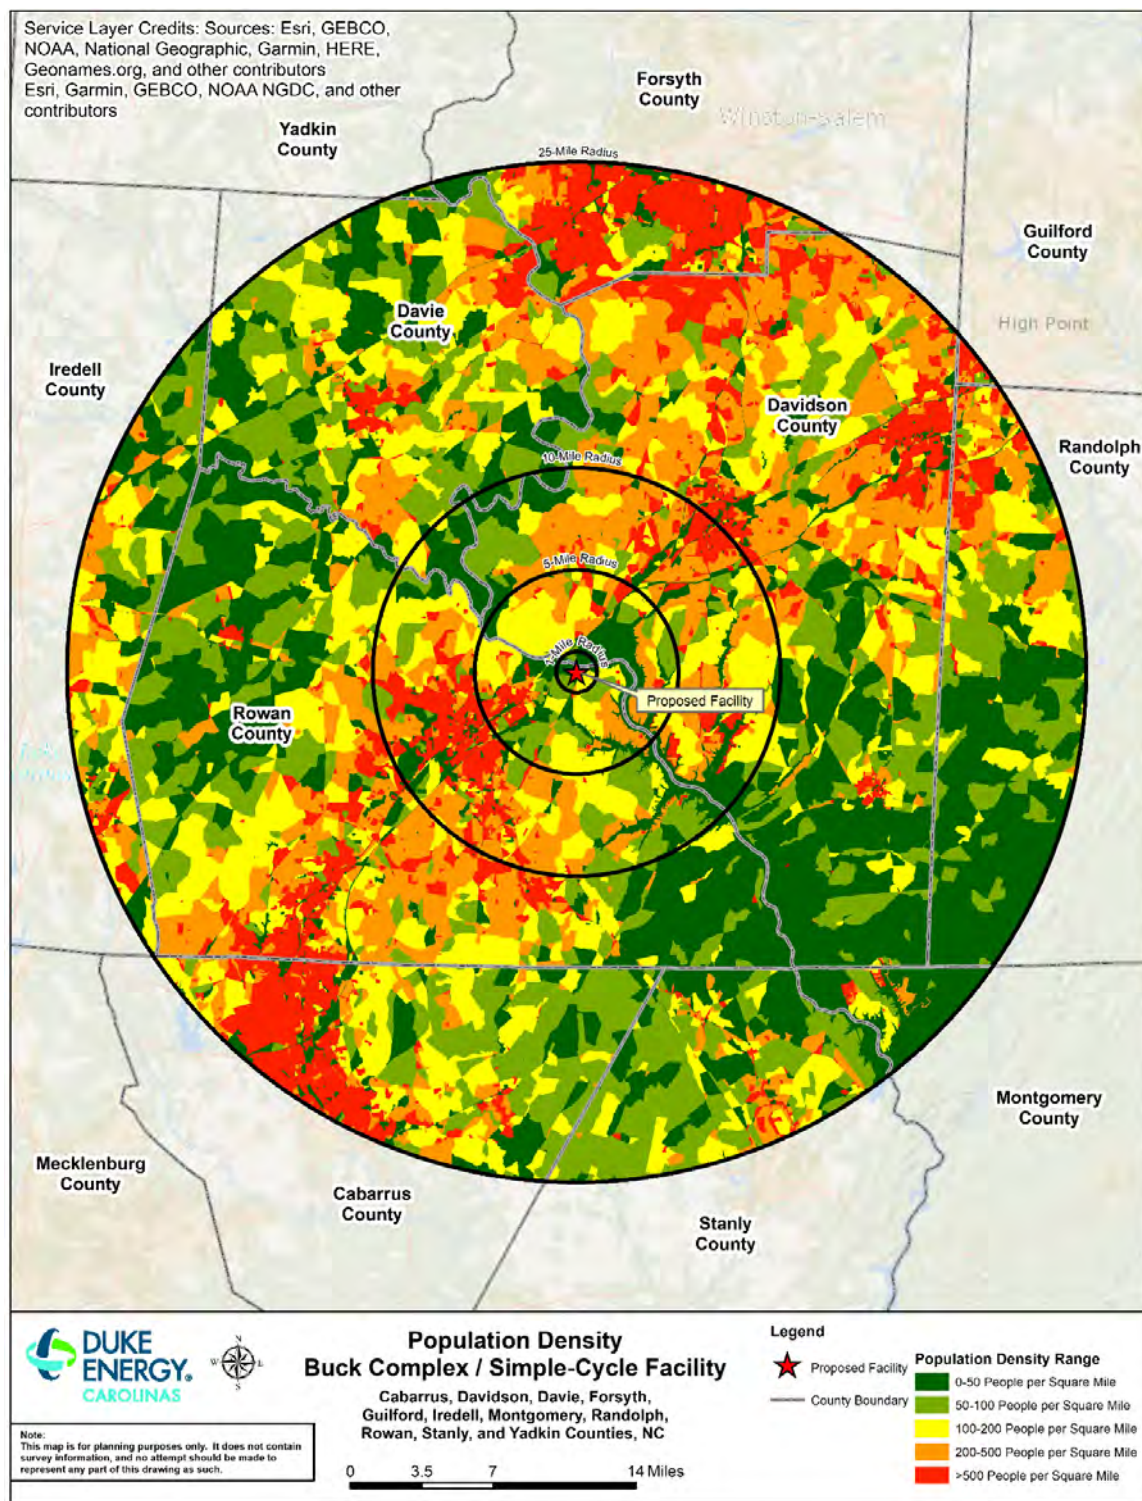 Service Layer Credits: Sources: Esri, GEBCO,
NOAA, National Geographic, Garmin, HERE,
Geonames.org, and other contributors
Esri, Garmin, GEBCO, NOAA NGDC, and other
contributors
Forsyth
County
Winston-Salem
Yadkin
County
25-Mile Radius
Guilford
County
High Point
Davie
County
Iredell
County
Davidson
County
Randolph
County
10-Mile Radius
5-Mile Radius
1-Mile Radius
Proposed Facility
Rowan
County
Montgomery
County
Mecklenburg
County
Cabarrus
County
Stanly
County
DUKE
ENERGY®
CAROLINAS
N
W
E
S
Population Density
Buck Complex / Simple-Cycle Facility
Cabarrus, Davidson, Davie, Forsyth,
Guilford, Iredell, Montgomery, Randolph,
Rowan, Stanly, and Yadkin Counties, NC
Note:
This map is for planning purposes only. It does not contain
survey information, and no attempt should be made to
represent any part of this drawing as such.
0 3.5 7 14 Miles
Legend
Proposed Facility
County Boundary
Population Density Range
0-50 People per Square Mile
50-100 People per Square Mile
100-200 People per Square Mile
200-500 People per Square Mile
>500 People per Square Mile